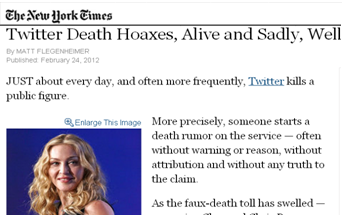 The New York Times
Twitter Death Hoaxes, Alive and Sadly, Well
By MATT FLEGENHEIMER
Published: February 24, 2012
JUST about every day, and often more frequently, Twitter kills a
public figure.
Enlarge This Image
More precisely, someone starts a
death rumor on the service — often
without warning or reason, without
attribution and without any truth to
the claim.
As the faux-death toll has swelled —